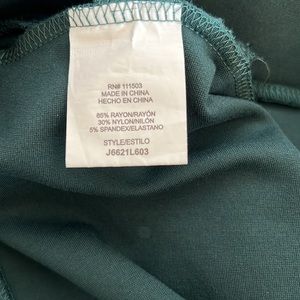 RN# 111503
MADE IN CHINA
HECHO EN CHINA
65% RAYON/RAYÓN
30% NYLON/NILÓN
5% SPANDEX/ELASTANO
STYLE/ESTILO
J6621L603